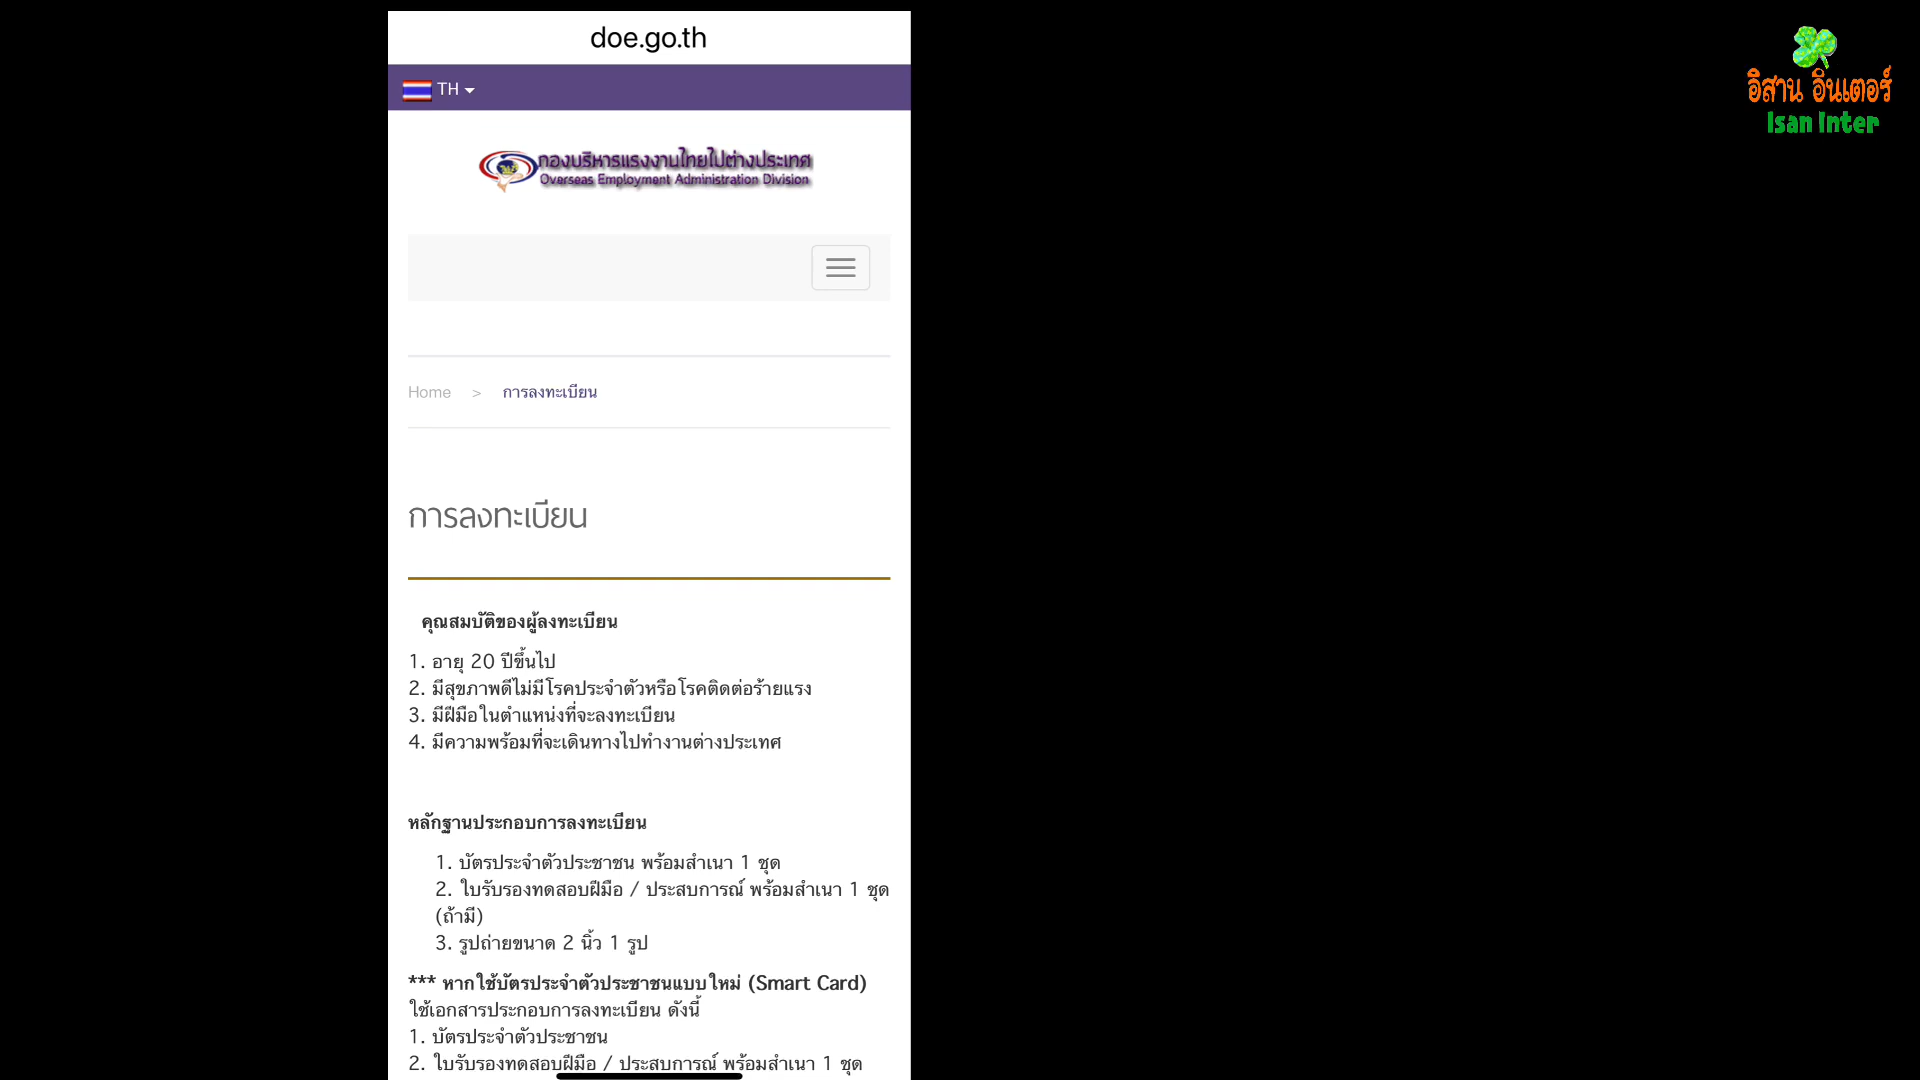 doe.go.th
TH
กองบริหารแรงงานไทยไปต่างประเทศ
Overseas Employment Administration Division
อิสาน อินเตอร์
Isan Inter
Home > การลงทะเบียน
การลงทะเบียน
คุณสมบัติของผู้ลงทะเบียน
1. อายุ 20 ปีขึ้นไป
2. มีสุขภาพดีไม่มีโรคประจำตัวหรือโรคติดต่อร้ายแรง
3. มีฝีมือในตำแหน่งที่จะลงทะเบียน
4. มีความพร้อมที่จะเดินทางไปทำงานต่างประเทศ
หลักฐานประกอบการลงทะเบียน
1. บัตรประจำตัวประชาชน พร้อมสำเนา 1 ชุด
2. ใบรับรองทดสอบฝีมือ / ประสบการณ์ พร้อมสำเนา 1 ชุด
(ถ้ามี)
3. รูปถ่ายขนาด 2 นิ้ว 1 รูป
*** หากใช้บัตรประจำตัวประชาชนแบบใหม่ (Smart Card)
ใช้เอกสารประกอบการลงทะเบียน ดังนี้
1. บัตรประจำตัวประชาชน
2. ใบรับรองทดสอบฝีมือ / ประสบการณ์ พร้อมสำเนา 1 ชุด